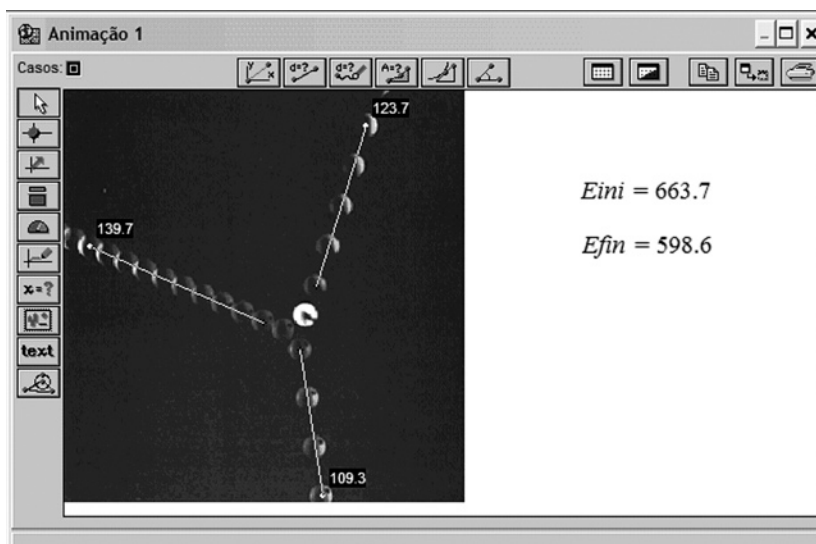 Animação 1
Casos:
d=? d=? A=?
123.7
139.7
x=?
text
109.3
Eini = 663.7
Efin = 598.6